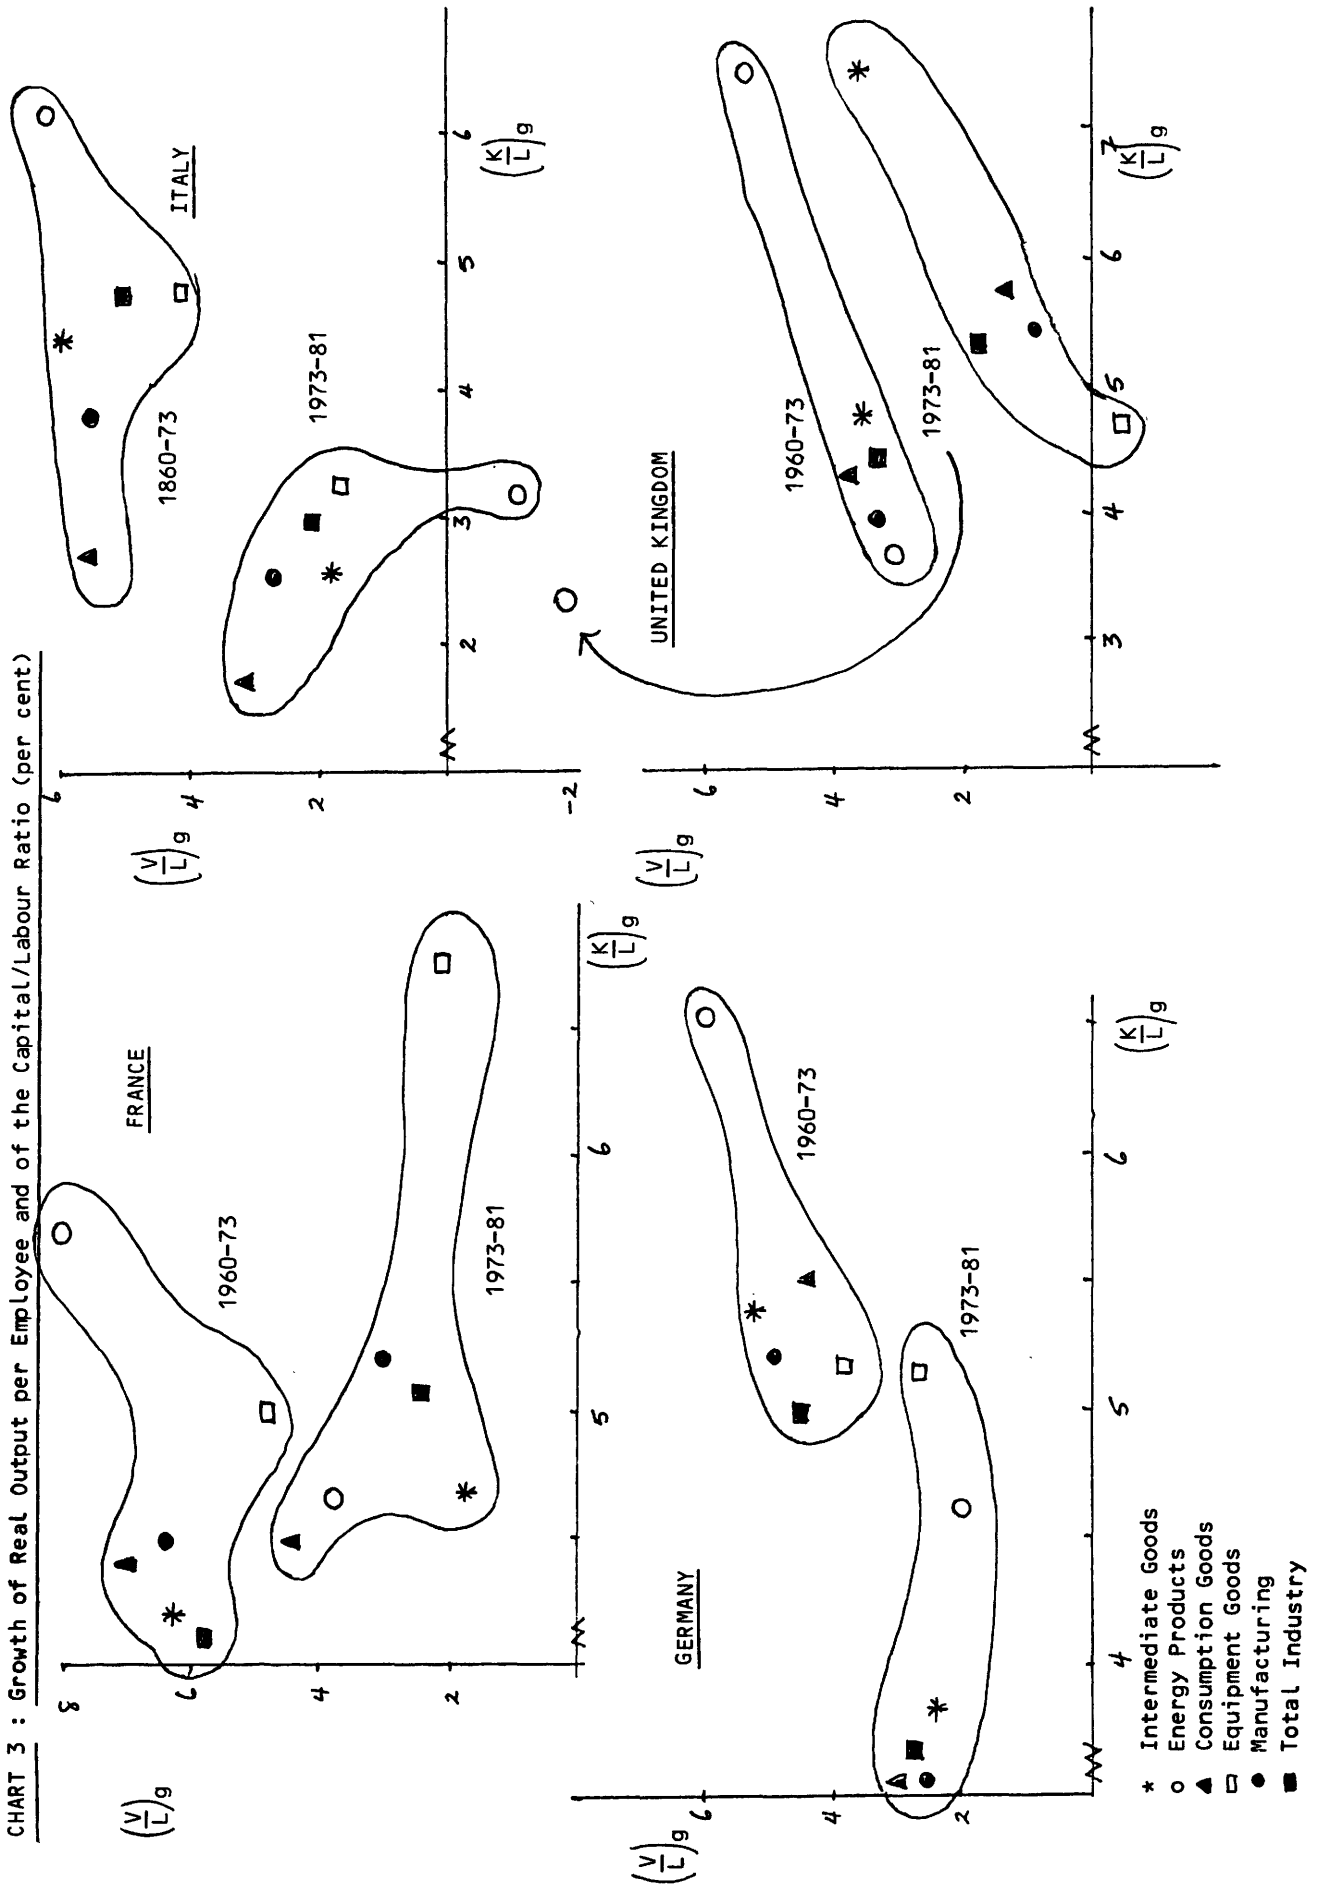 CHART 3 : Growth of Real Output per Employee and of the Capital/Labour Ratio (per cent)
(V/L)g
FRANCE
8
6
4
2
1960-73
1973-81
5
6
(K/L)g
(V/L)g
ITALY
6
4
2
-2
1860-73
1973-81
2
3
4
5
6
(K/L)g
(V/L)g
GERMANY
6
4
2
1960-73
1973-81
4
5
6
(K/L)g
(V/L)g
UNITED KINGDOM
6
4
2
1960-73
1973-81
3
4
5
6
7
(K/L)g
* Intermediate Goods
○ Energy Products
▲ Consumption Goods
□ Equipment Goods
● Manufacturing
■ Total Industry